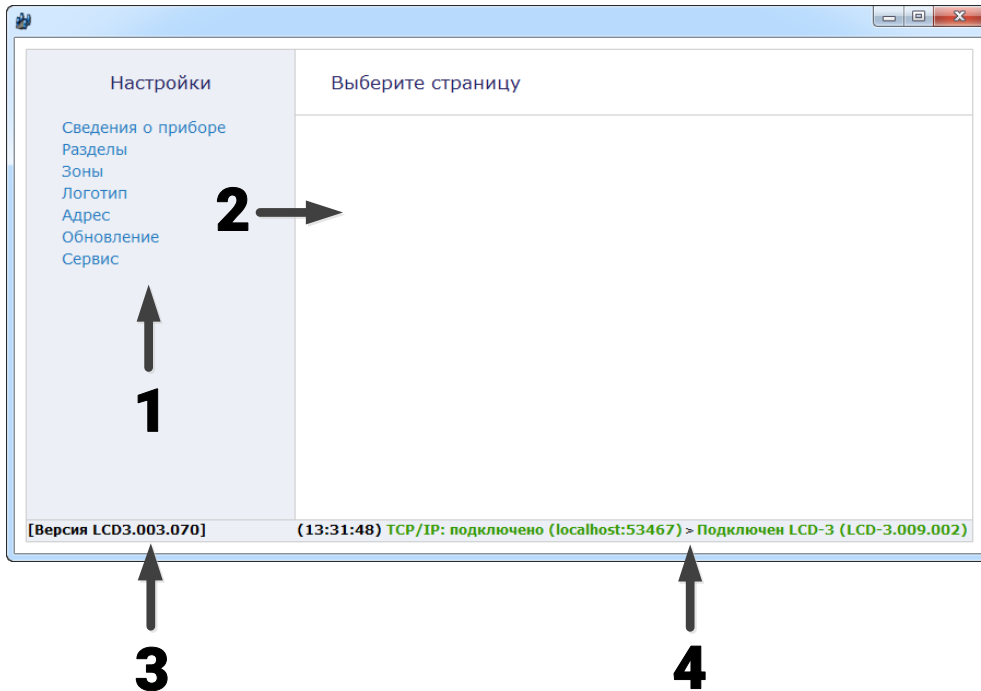 Настройки
Выберите страницу
Сведения о приборе
Разделы
Зоны
Логотип
Адрес
Обновление
Сервис
2
1
[Версия LCD3.003.070]
(13:31:48) TCP/IP: подключено (localhost:53467) > Подключен LCD-3 (LCD-3.009.002)
3
4